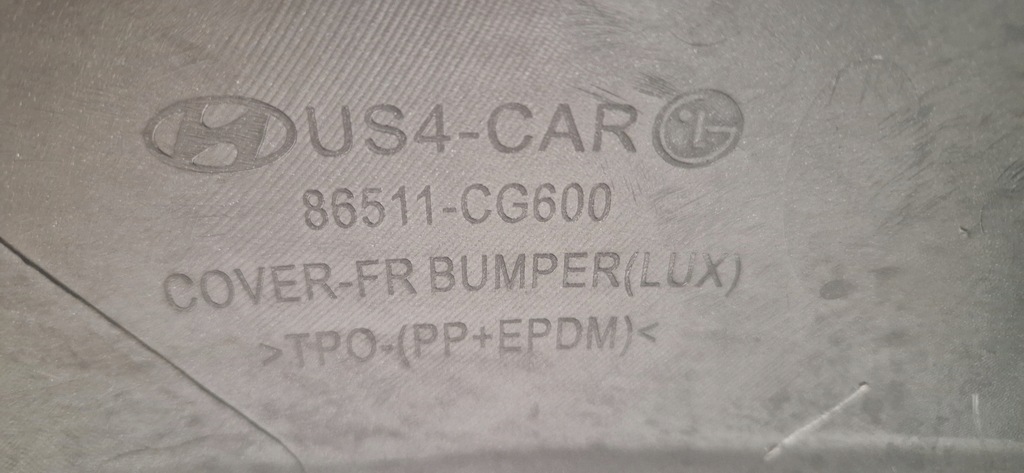 US4-CAR
86511-CG600
COVER-FR BUMPER(LUX)
>TPO-(PP+EPDM)<